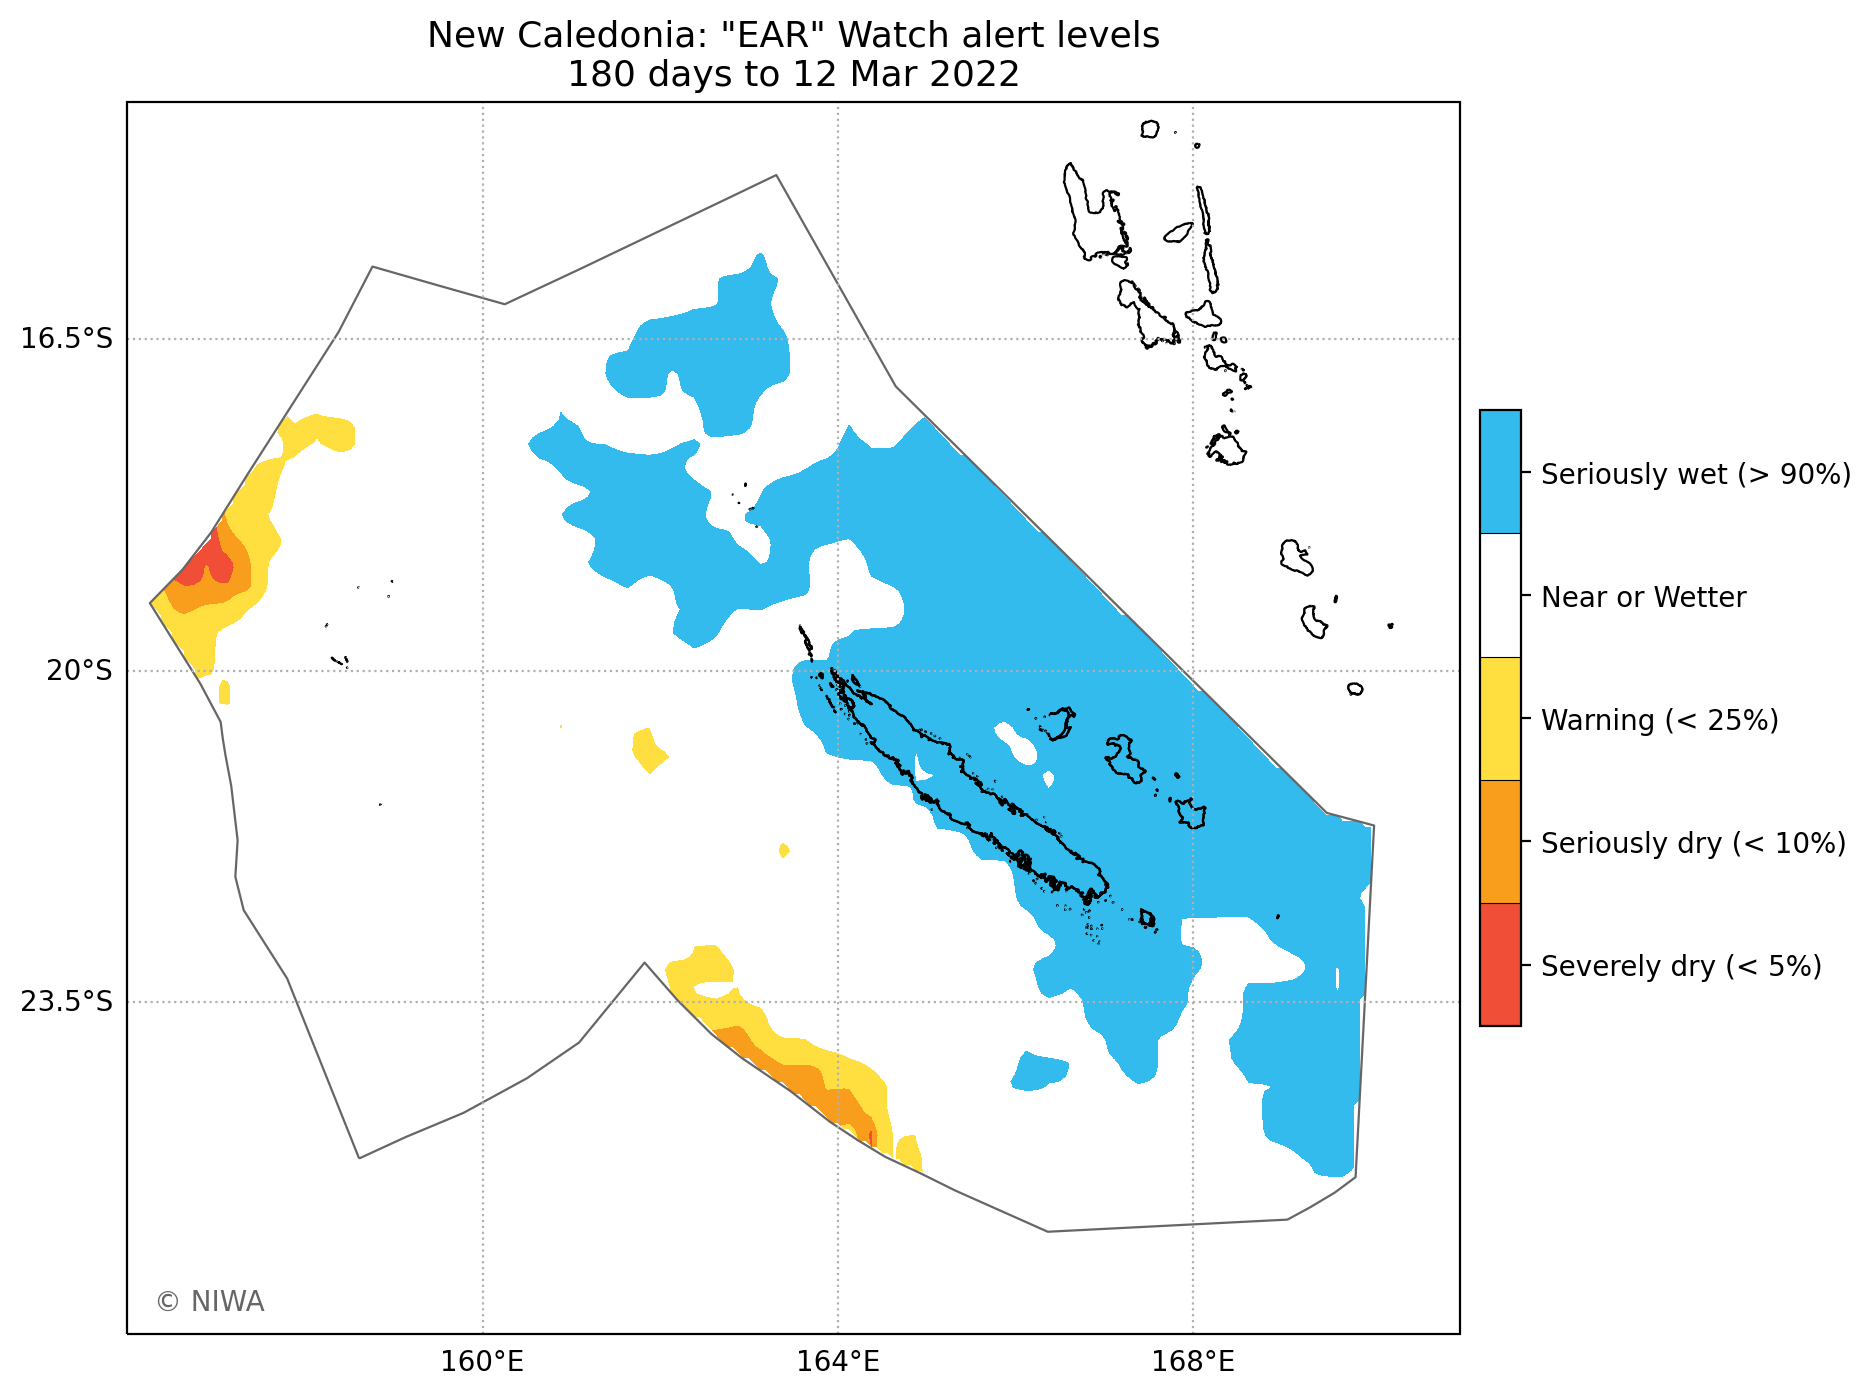 New Caledonia: "EAR" Watch alert levels
180 days to 12 Mar 2022
16.5°S
20°S
23.5°S
160°E
164°E
168°E
Seriously wet (> 90%)
Near or Wetter
Warning (< 25%)
Seriously dry (< 10%)
Severely dry (< 5%)
© NIWA